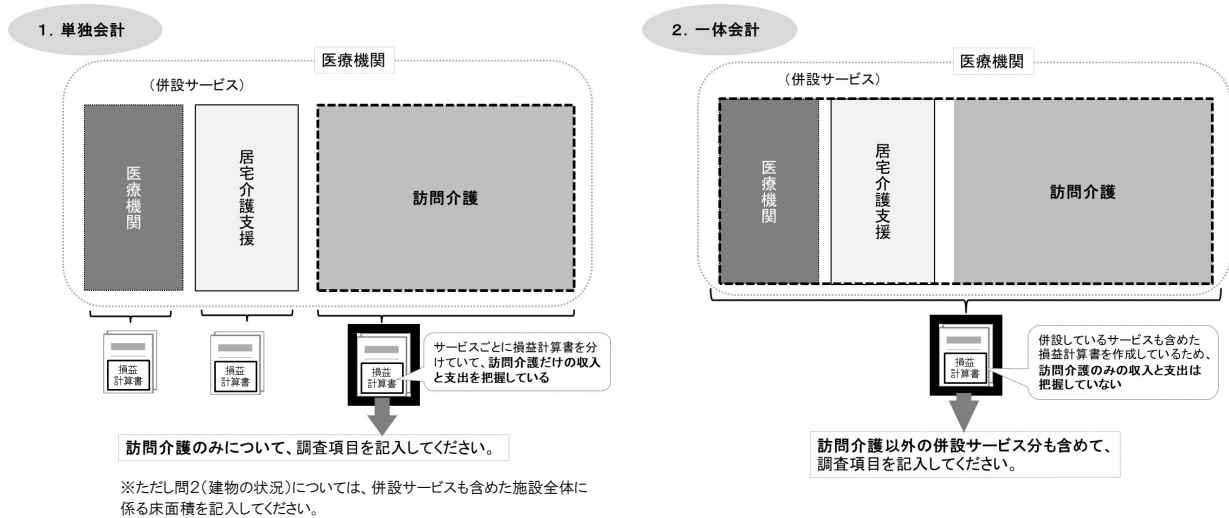 1．単独会計
医療機関
（併設サービス）
医療機関
居宅介護支援
訪問介護
損益
計算書
損益
計算書
損益
計算書
サービスごとに損益計算書を分
けていて、訪問介護だけの収入
と支出を把握している
訪問介護のみについて、調査項目を記入してください。
※ただし問２（建物の状況）については、併設サービスも含めた施設全体に
係る床面積を記入してください。
2．一体会計
医療機関
（併設サービス）
医療機関
居宅介護支援
訪問介護
損益
計算書
併設しているサービスも含めた
損益計算書を作成しているため、
訪問介護のみの収入と支出は
把握していない
訪問介護以外の併設サービス分も含めて、
調査項目を記入してください。